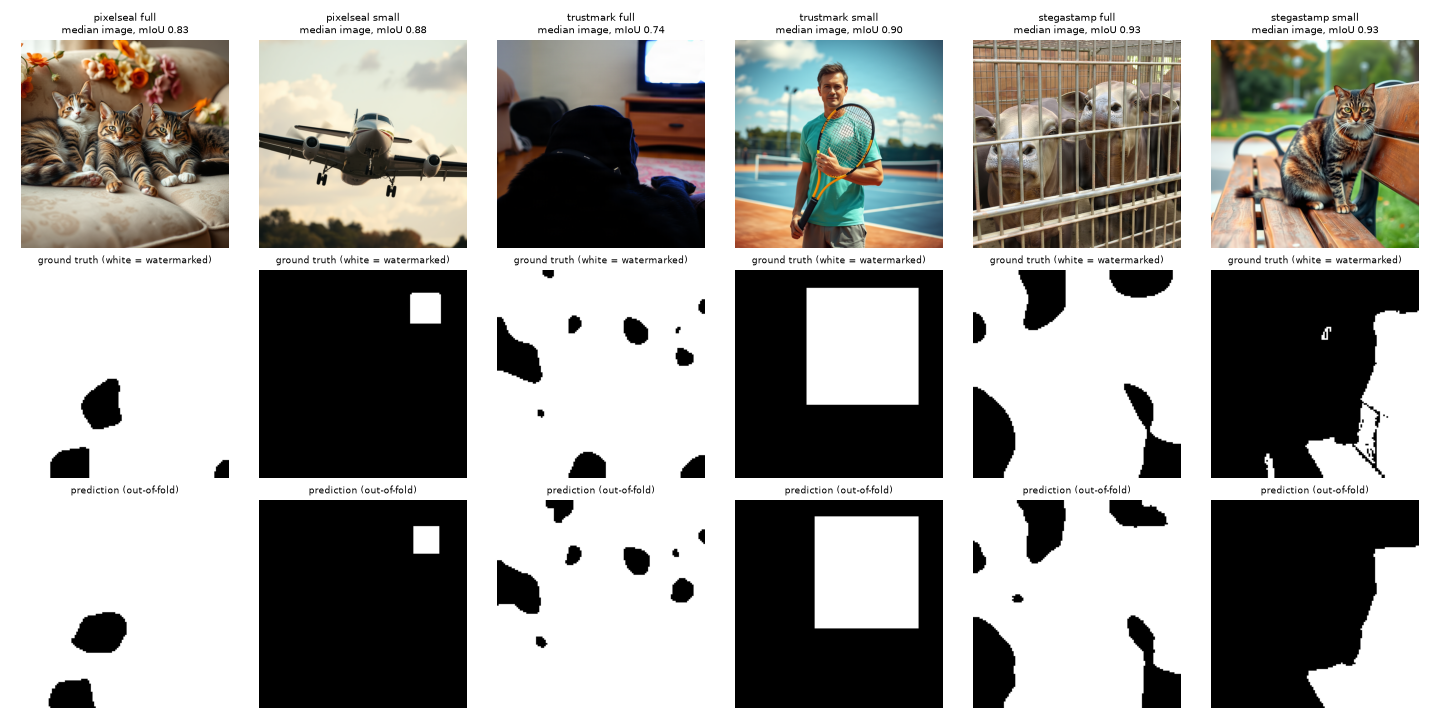 pixelseal full
median image, mIoU 0.83
pixelseal small
median image, mIoU 0.88
trustmark full
median image, mIoU 0.74
trustmark small
median image, mIoU 0.90
stegastamp full
median image, mIoU 0.93
stegastamp small
median image, mIoU 0.93
ground truth (white = watermarked)
ground truth (white = watermarked)
ground truth (white = watermarked)
ground truth (white = watermarked)
ground truth (white = watermarked)
ground truth (white = watermarked)
prediction (out-of-fold)
prediction (out-of-fold)
prediction (out-of-fold)
prediction (out-of-fold)
prediction (out-of-fold)
prediction (out-of-fold)